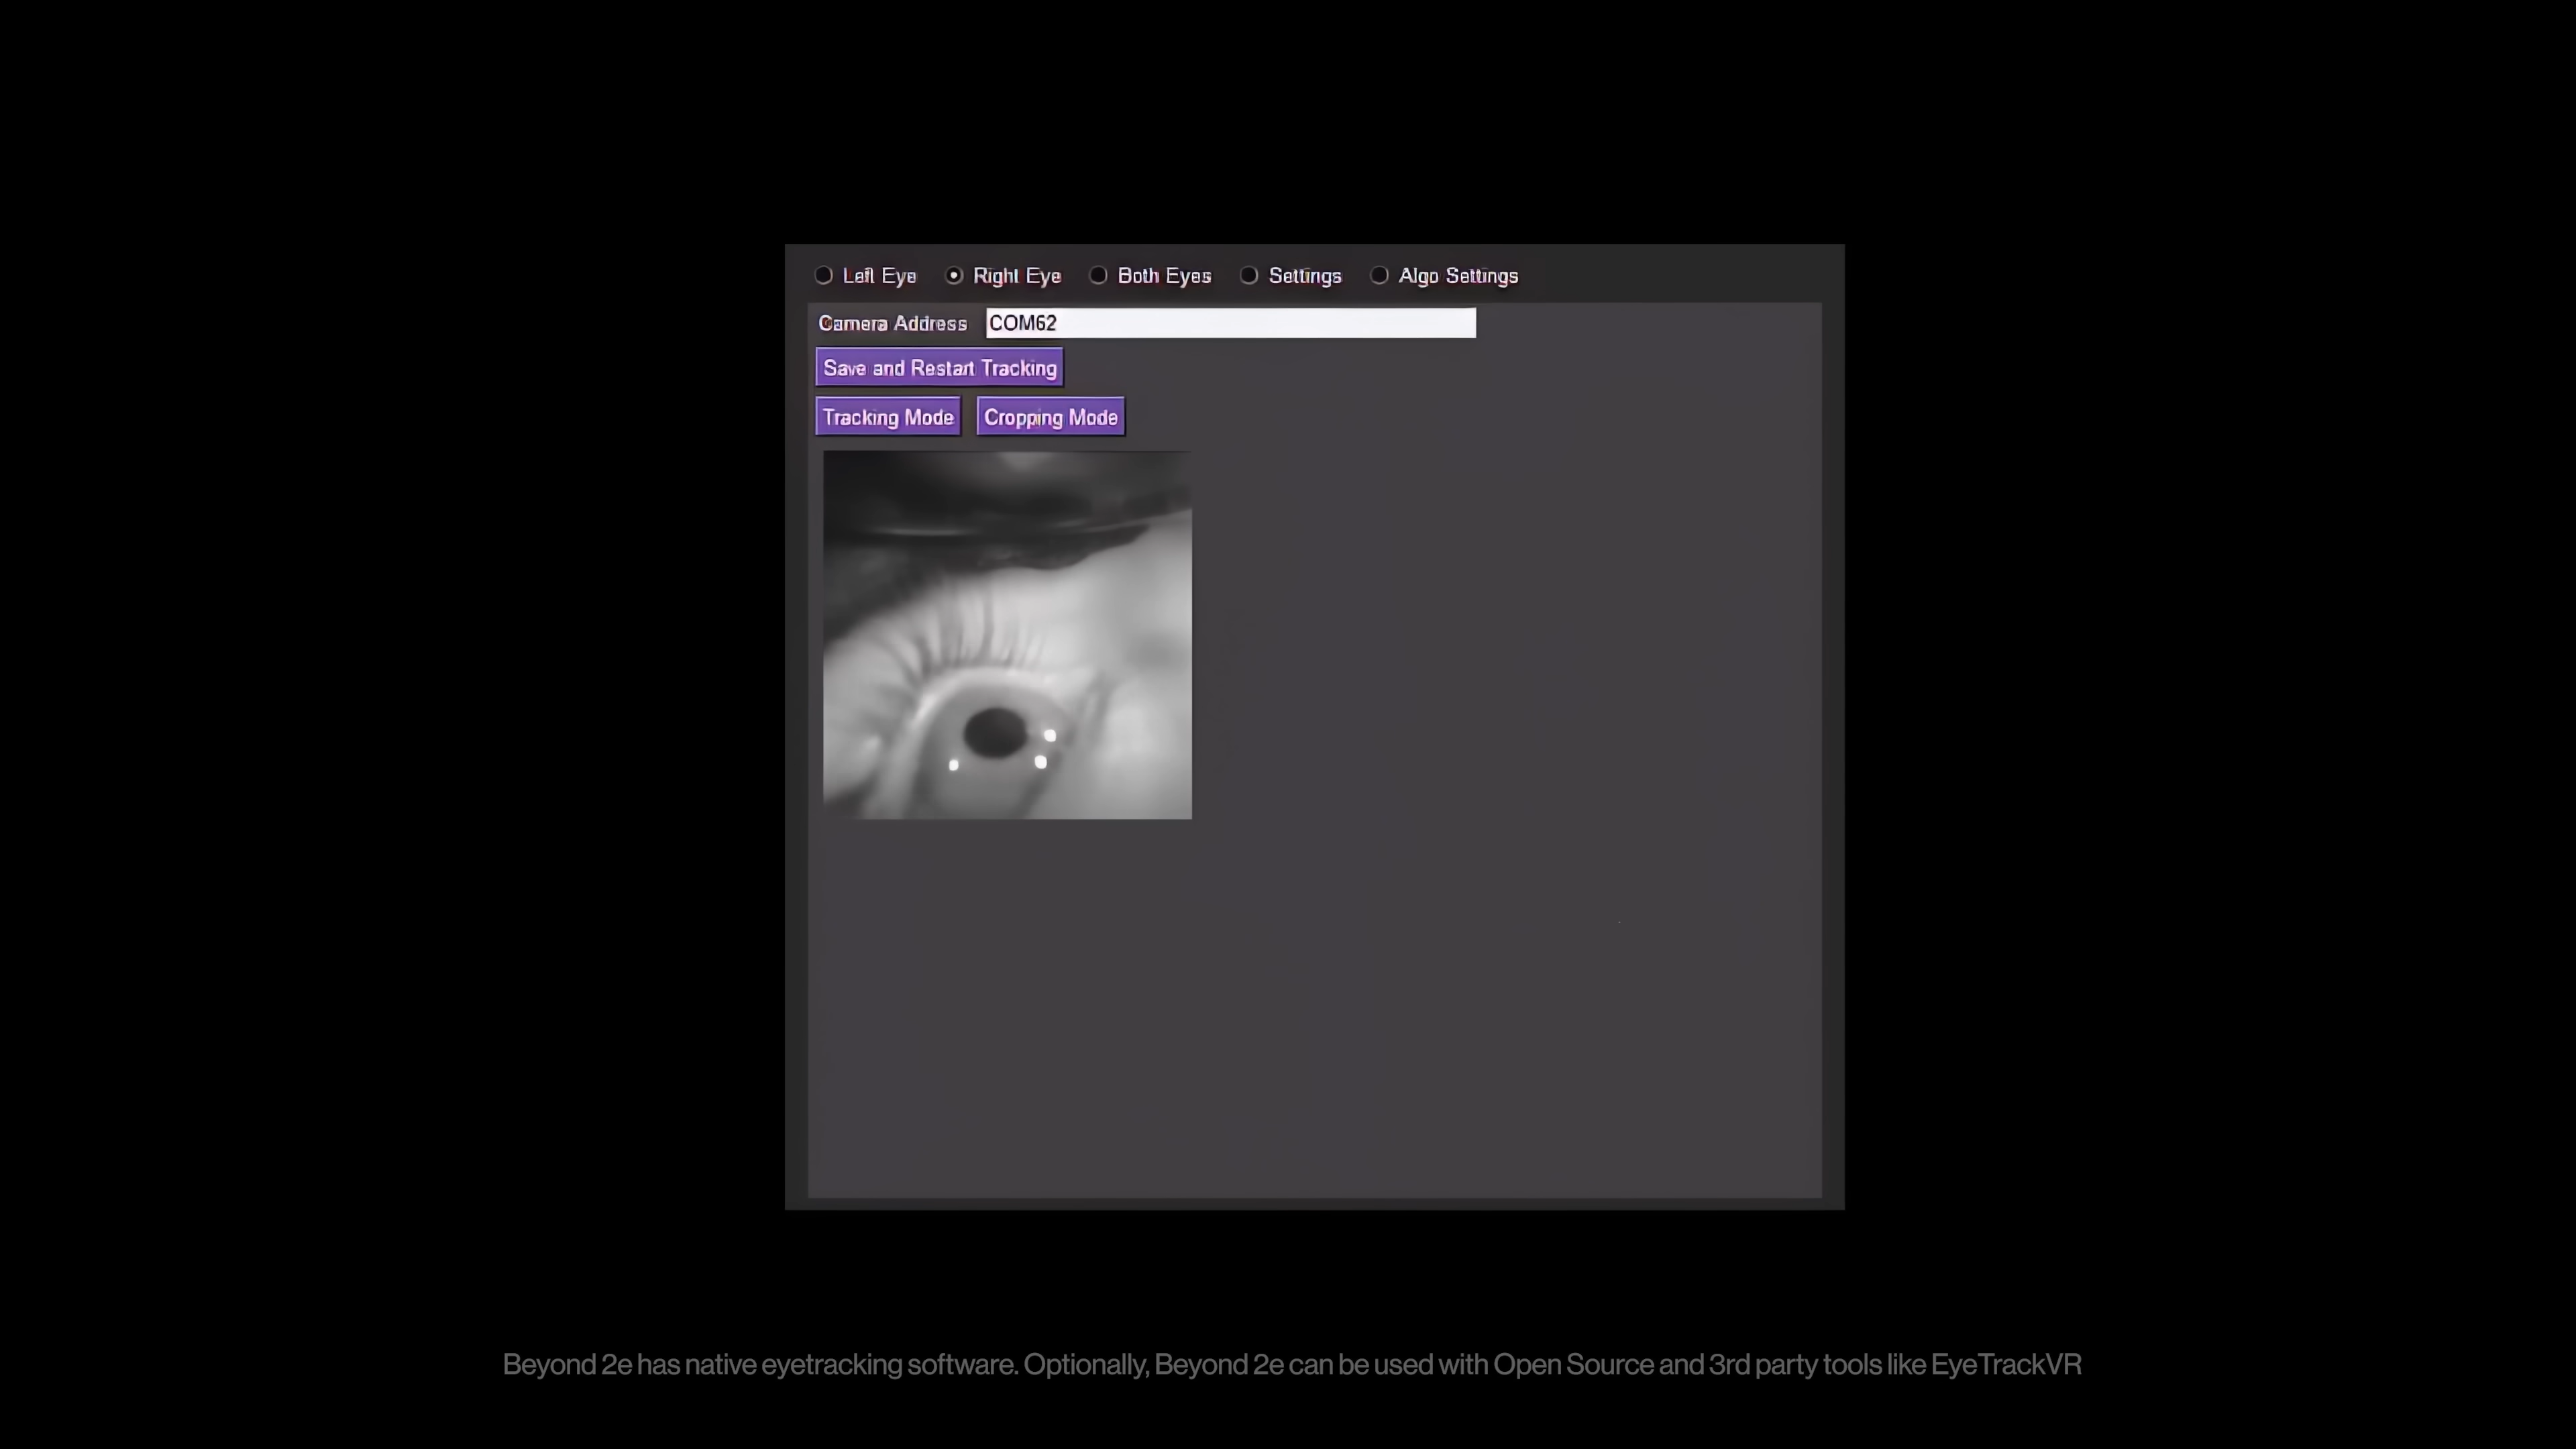 Left Eye Right Eye Both Eyes Settings Algo Settings
Camera Address COM62
Save and Restart Tracking
Tracking Mode Cropping Mode
Beyond 2e has native eyetracking software. Optionally, Beyond 2e can be used with Open Source and 3rd party tools like EyeTrackVR